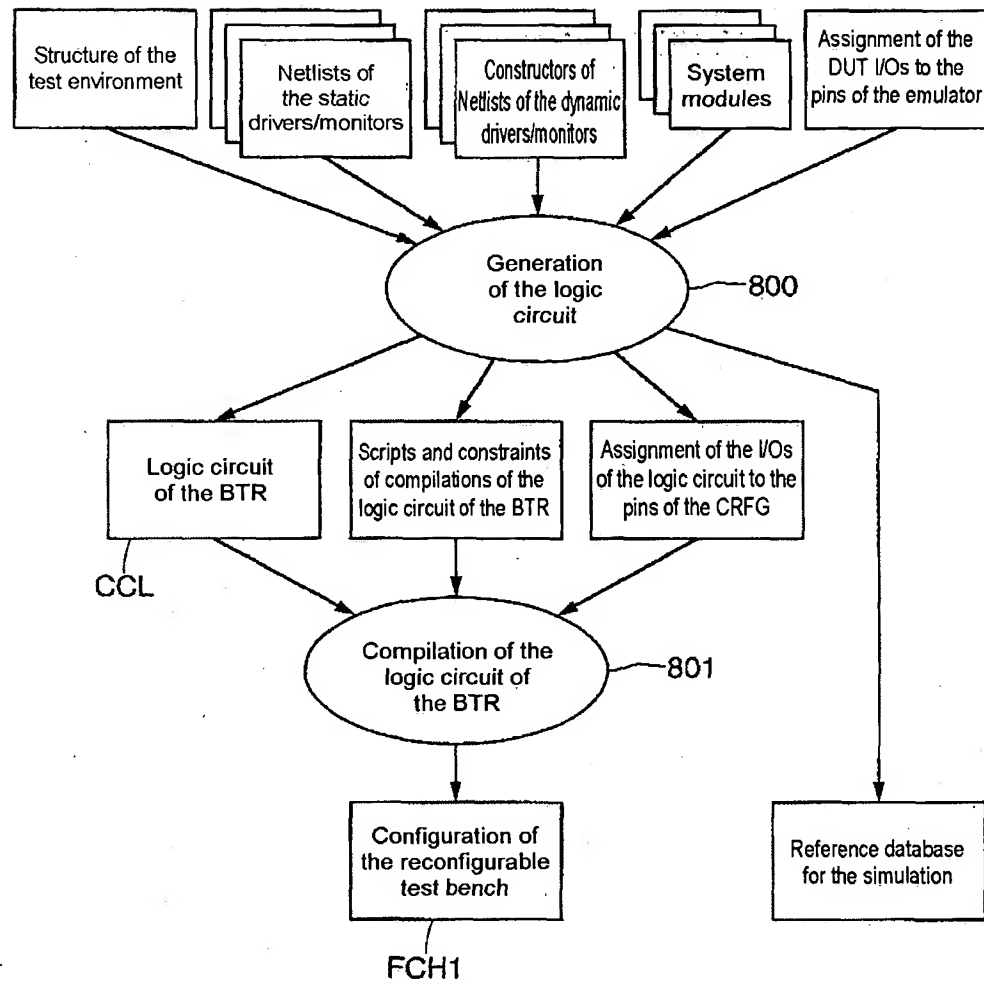 Structure of the
test environment
Netlists of
the static
drivers/monitors
Constructors of
Netlists of the dynamic
drivers/monitors
System
modules
Assignment of the
DUT I/Os to the
pins of the emulator
Generation
of the logic
circuit
800
Logic circuit
of the BTR
CCL
Scripts and constraints
of compilations of the
logic circuit of the BTR
Assignment of the I/Os
of the logic circuit to the
pins of the CRFG
Compilation of the
logic circuit of
the BTR
801
Configuration of
the reconfigurable
test bench
FCH1
Reference database
for the simulation